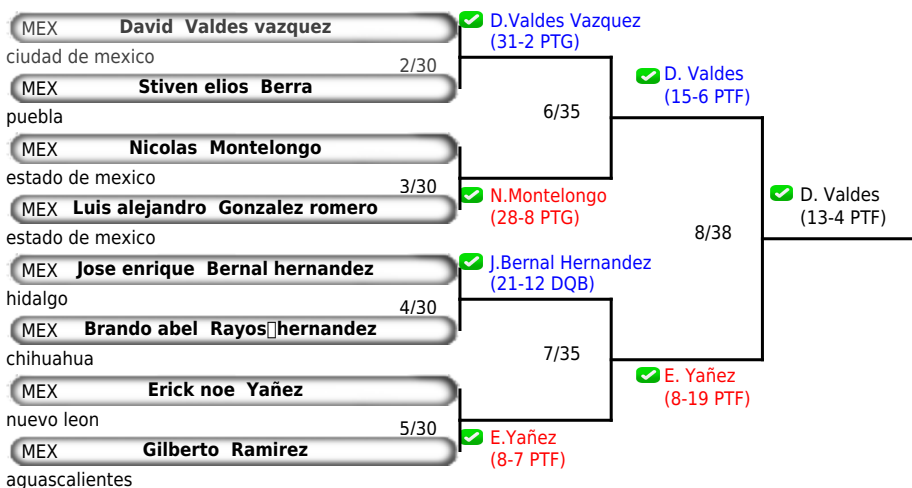 MEX David Valdes vazquez
ciudad de mexico
2/30
MEX Stiven elios Berra
puebla
MEX Nicolas Montelongo
estado de mexico
3/30
MEX Luis alejandro Gonzalez romero
estado de mexico
MEX Jose enrique Bernal hernandez
hidalgo
4/30
MEX Brando abel Rayos▯hernandez
chihuahua
MEX Erick noe Yañez
nuevo leon
5/30
MEX Gilberto Ramirez
aguascalientes
D.Valdes Vazquez
(31-2 PTG)
6/35
N.Montelongo
(28-8 PTG)
J.Bernal Hernandez
(21-12 DQB)
7/35
E.Yañez
(8-7 PTF)
D. Valdes
(15-6 PTF)
8/38
E. Yañez
(8-19 PTF)
D. Valdes
(13-4 PTF)